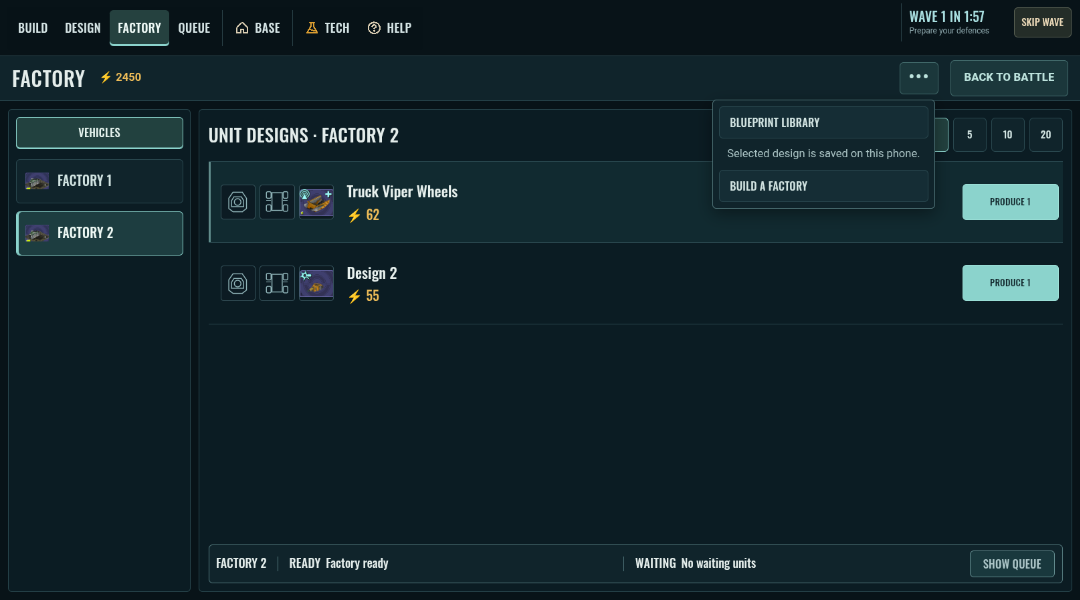 BUILD DESIGN FACTORY QUEUE BASE TECH HELP
WAVE 1 IN 1:57
Prepare your defences
SKIP WAVE
FACTORY
2450
BACK TO BATTLE
VEHICLES
FACTORY 1
FACTORY 2
UNIT DESIGNS · FACTORY 2
5 10 20
BLUEPRINT LIBRARY
Selected design is saved on this phone.
BUILD A FACTORY
Truck Viper Wheels
62
PRODUCE 1
Design 2
55
PRODUCE 1
FACTORY 2 READY Factory ready WAITING No waiting units SHOW QUEUE